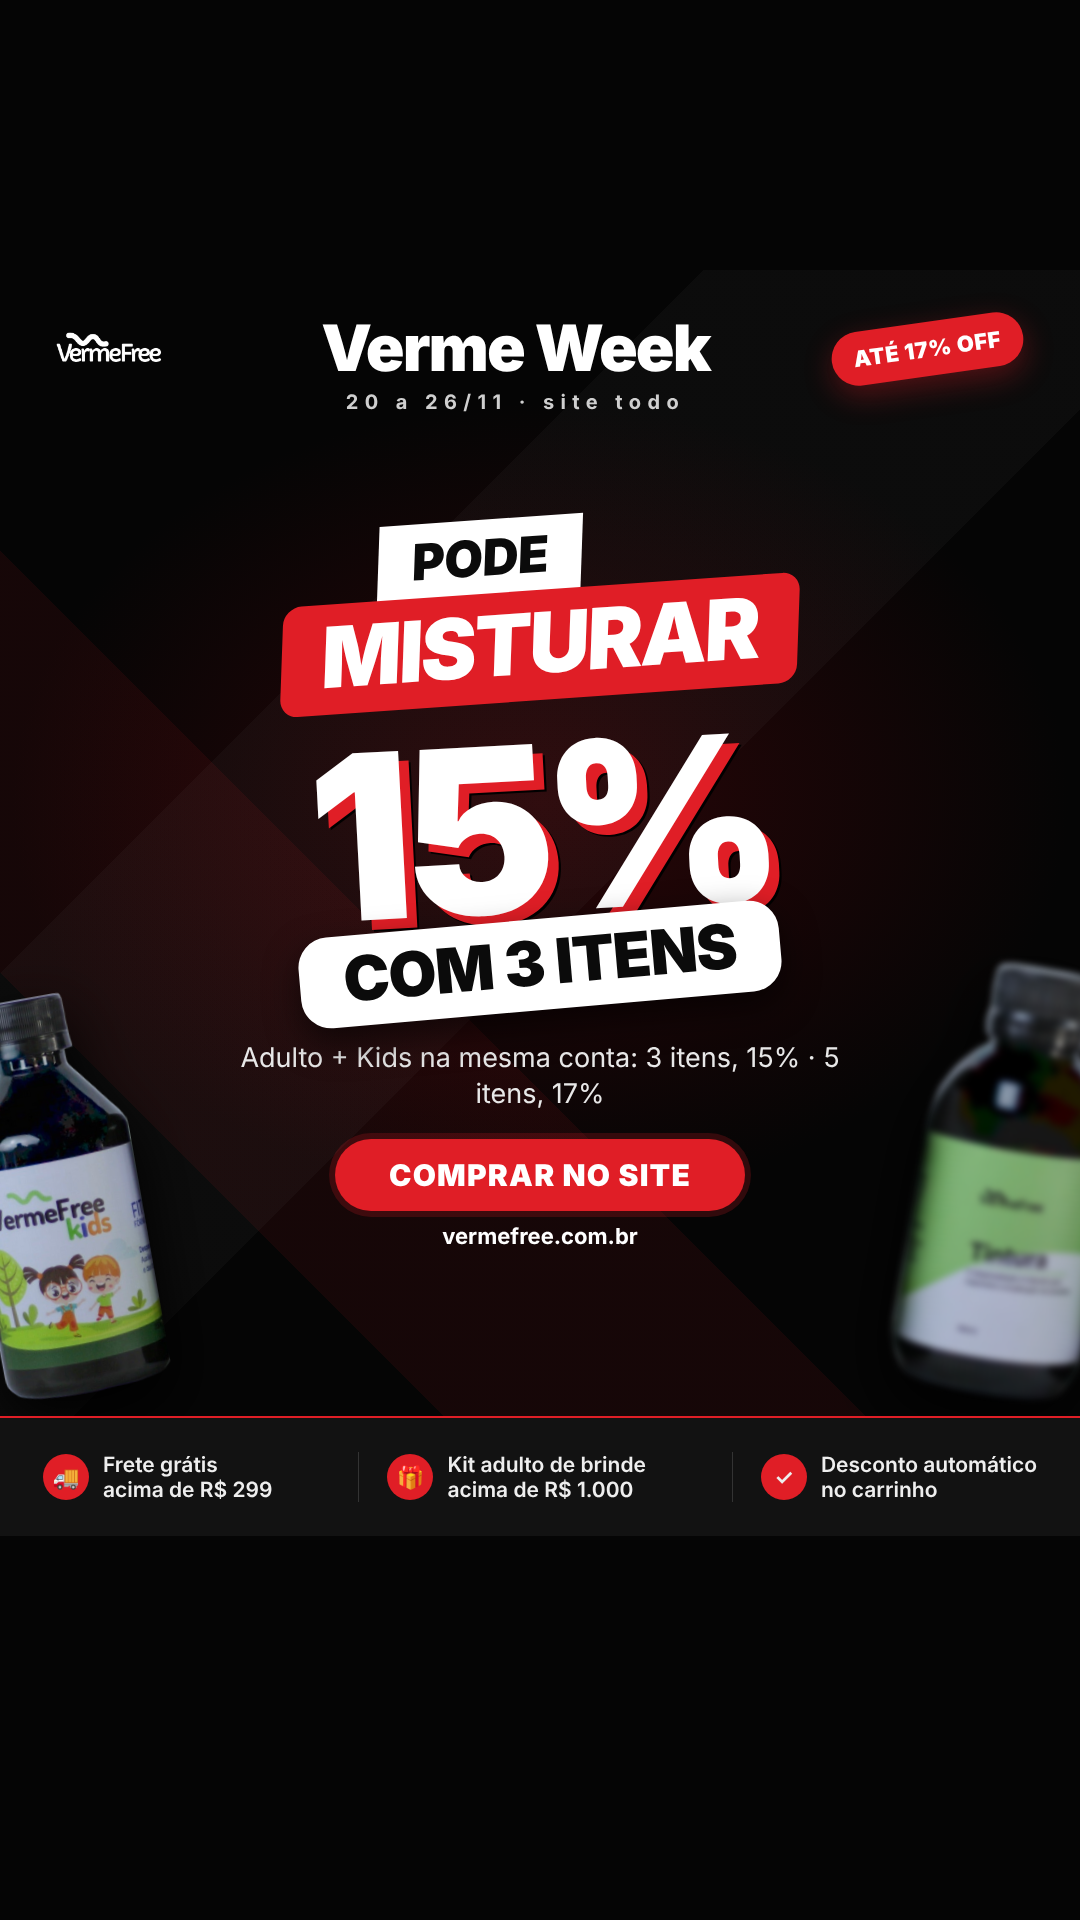 VermeFree
Verme Week
20 a 26/11 · site todo
ATÉ 17% OFF
PODE
MISTURAR
15%
COM 3 ITENS
Adulto + Kids na mesma conta: 3 itens, 15% · 5
itens, 17%
COMPRAR NO SITE
vermefree.com.br
VermeFree
kids
Tintura
Frete grátis
acima de R$ 299
Kit adulto de brinde
acima de R$ 1.000
Desconto automático
no carrinho